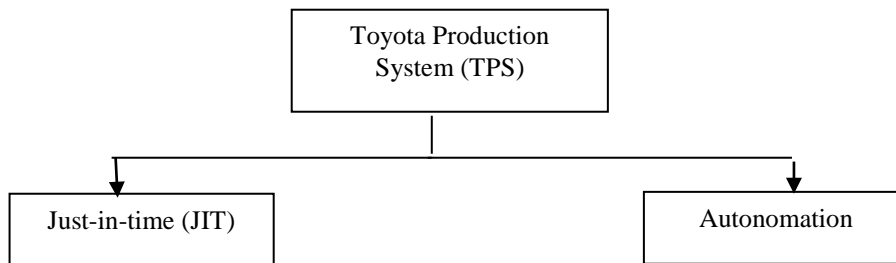 Toyota Production
System (TPS)
Just-in-time (JIT)
Autonomation